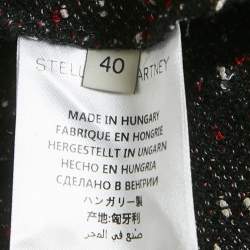 STELL 40 ARTNEY
MADE IN HUNGARY
FABRIQUE EN HONGRIE
HERGESTELLT IN UNGARN
HECHO EN HUNGRIA
СДЕЛАНО В ВЕНГРИИ
ハンガリー製
产地:匈牙利
صنع في المجر